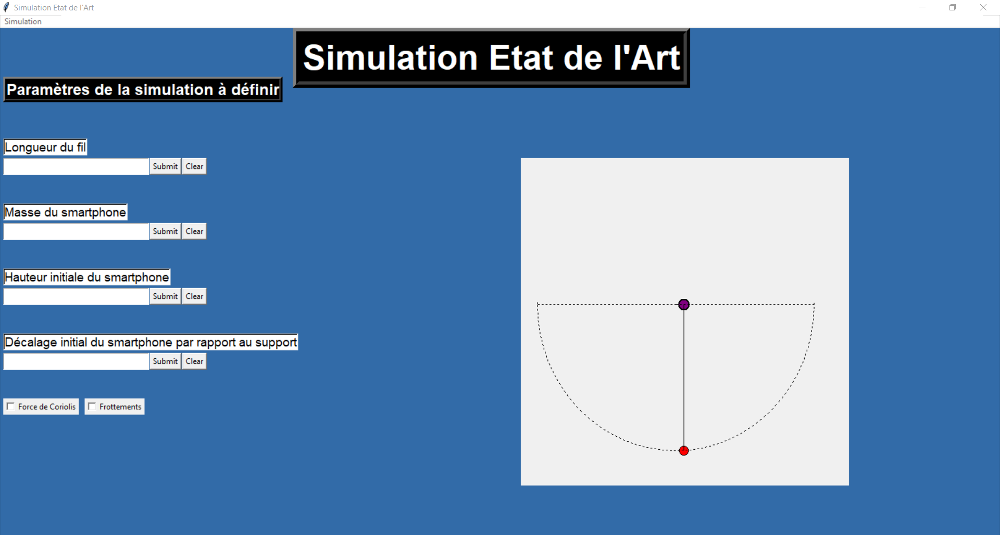 Simulation Etat de l'Art
Simulation
Simulation Etat de l'Art
Paramètres de la simulation à définir
Longueur du fil
Submit Clear
Masse du smartphone
Submit Clear
Hauteur initiale du smartphone
Submit Clear
Décalage initial du smartphone par rapport au support
Submit Clear
Force de Coriolis Frottements